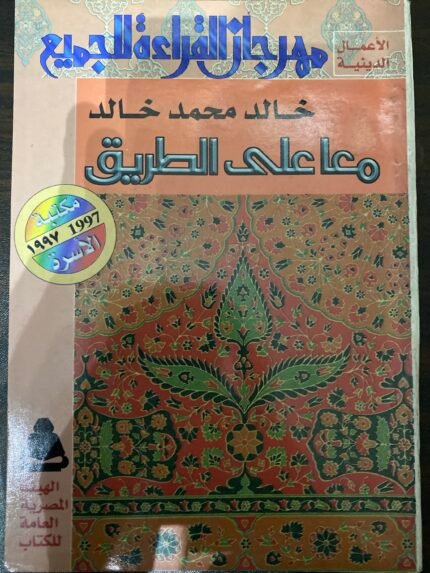 الأعمال
الدينية
مهرجان القراءة للجميع
خالد محمد خالد
معا على الطريق
مكتبة
١٩٩٧ 1997
الأسرة
الهيئة
المصرية
العامة
للكتاب